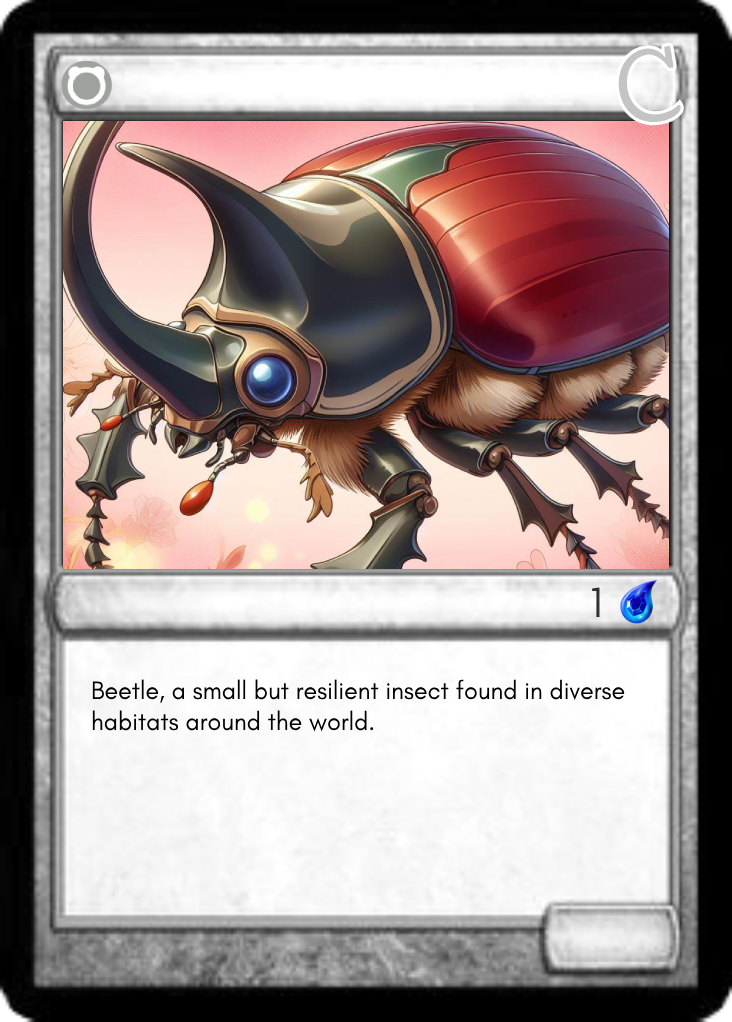 C
1
Beetle, a small but resilient insect found in diverse
habitats around the world.